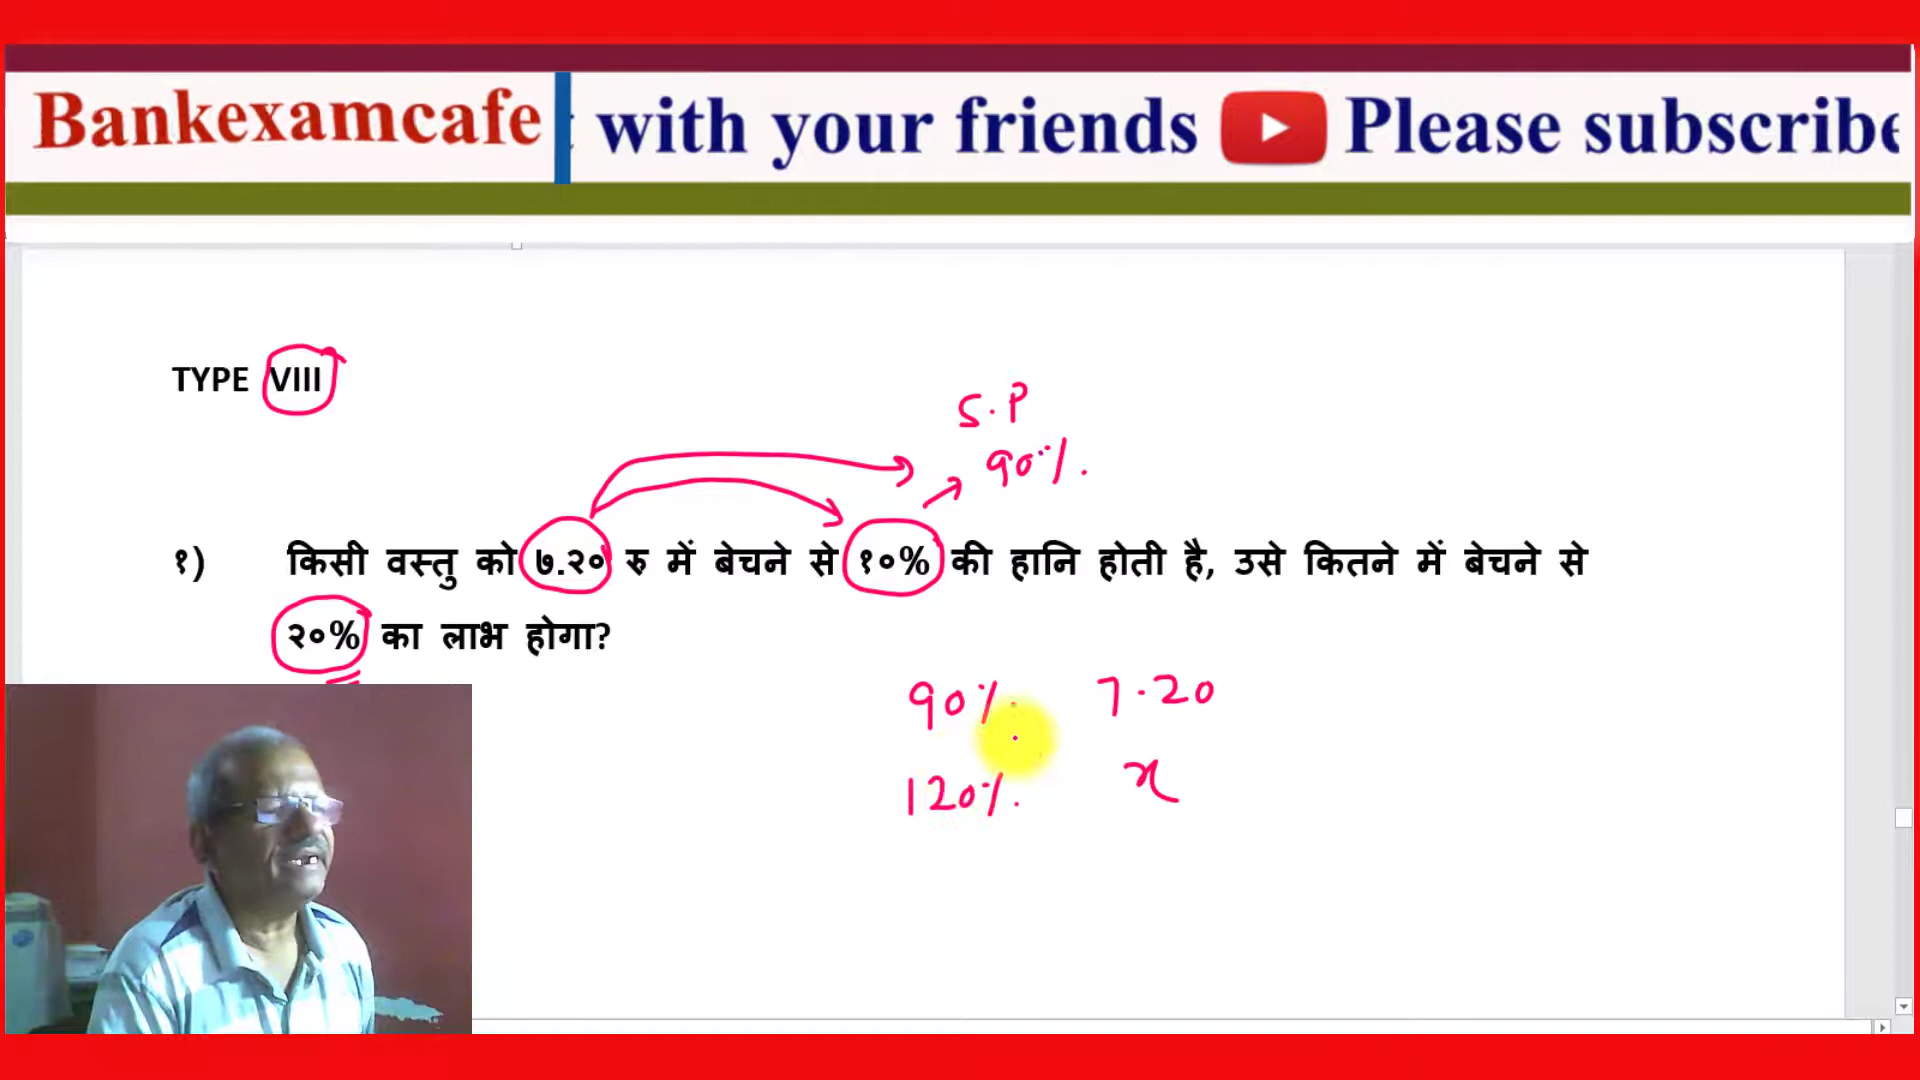 Bankexamcafe with your friends Please subscribe
TYPE VIII
S.P
90%.
१) किसी वस्तु को ७.२० रु में बेचने से १०% की हानि होती है, उसे कितने में बेचने से
२०% का लाभ होगा?
90% 7.20
120% x